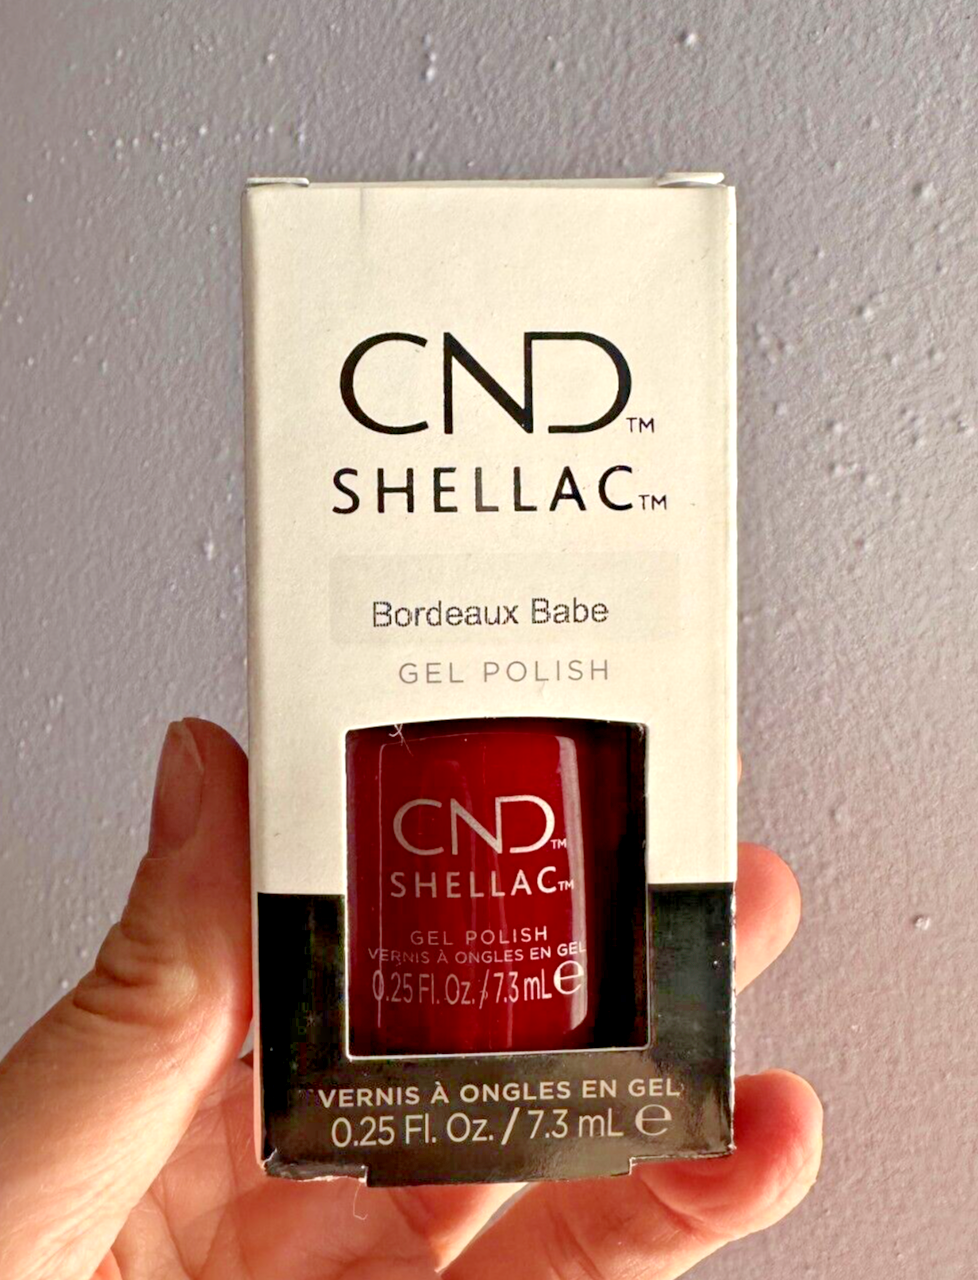 CND™
SHELLAC™
Bordeaux Babe
GEL POLISH
CND™
SHELLAC™
GEL POLISH
VERNIS À ONGLES EN GEL
0.25 Fl. Oz. / 7.3 mL ℮
VERNIS À ONGLES EN GEL
0.25 Fl. Oz. / 7.3 mL ℮